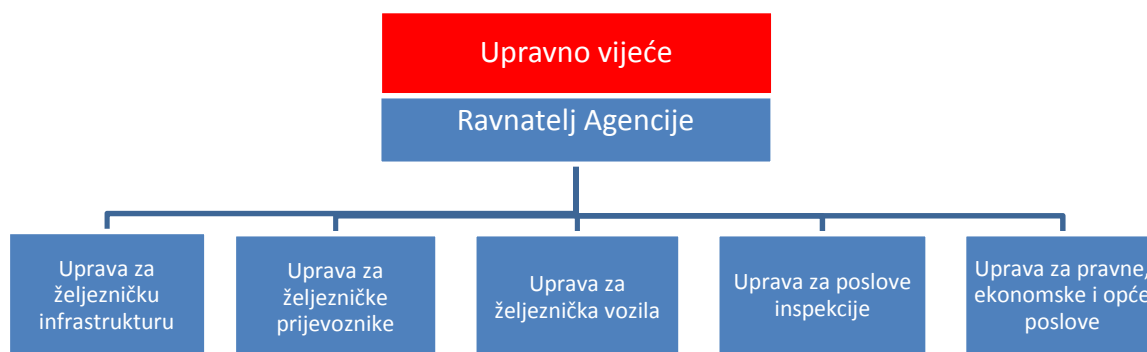 Upravno vijeće
Ravnatelj Agencije
Uprava za
željezničku
infrastrukturu
Uprava za
željezničke
prijevoznike
Uprava za
željeznička vozila
Uprava za poslove
inspekcije
Uprava za pravne,
ekonomske i opće
poslove